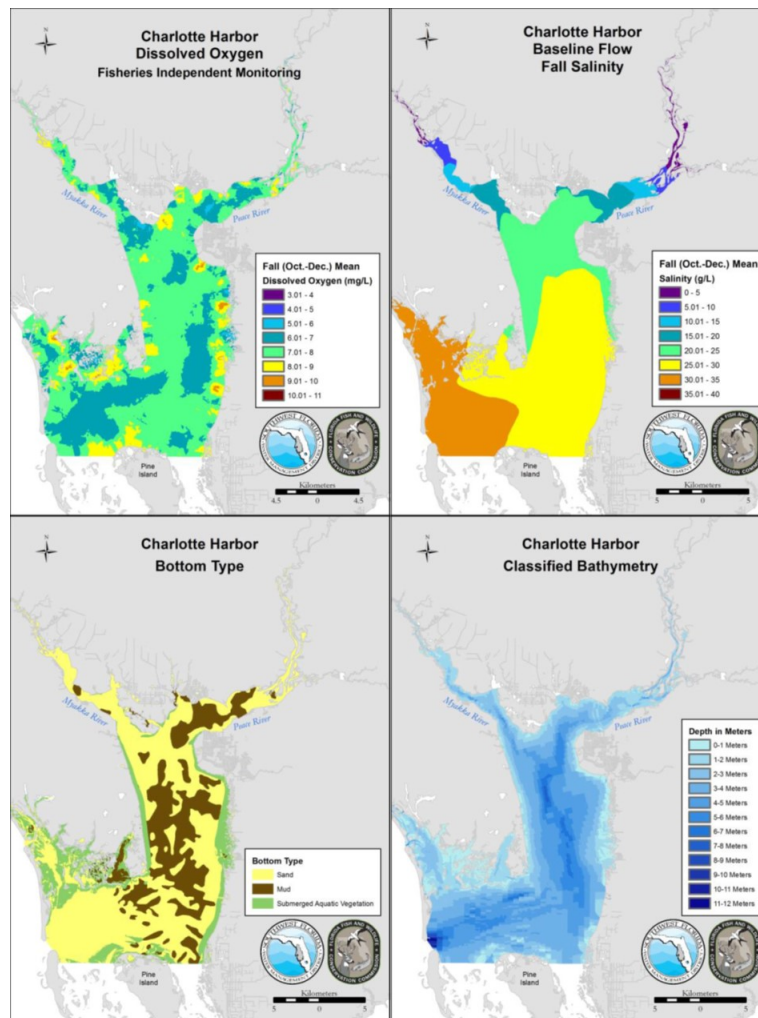 N
Charlotte Harbor
Dissolved Oxygen
Fisheries Independent Monitoring
Myakka River
Peace River
Fall (Oct.-Dec.) Mean
Dissolved Oxygen (mg/L)
3.01 - 4
4.01 - 5
5.01 - 6
6.01 - 7
7.01 - 8
8.01 - 9
9.01 - 10
10.01 - 11
Pine
Island
Kilometers
4.5
4.5
N
Charlotte Harbor
Baseline Flow
Fall Salinity
Myakka River
Peace River
Fall (Oct.-Dec.) Mean
Salinity (g/L)
0 - 5
5.01 - 10
10.01 - 15
15.01 - 20
20.01 - 25
25.01 - 30
30.01 - 35
35.01 - 40
Pine
Island
Kilometers
5
5
N
Charlotte Harbor
Bottom Type
Myakka River
Peace River
Bottom Type
Sand
Mud
Submerged Aquatic Vegetation
Pine
Island
Kilometers
5
5
N
Charlotte Harbor
Classified Bathymetry
Myakka River
Peace River
Depth in Meters
0-1 Meters
1-2 Meters
2-3 Meters
3-4 Meters
4-5 Meters
5-6 Meters
6-7 Meters
7-8 Meters
8-9 Meters
9-10 Meters
10-11 Meters
11-12 Meters
Pine
Island
Kilometers
5
5